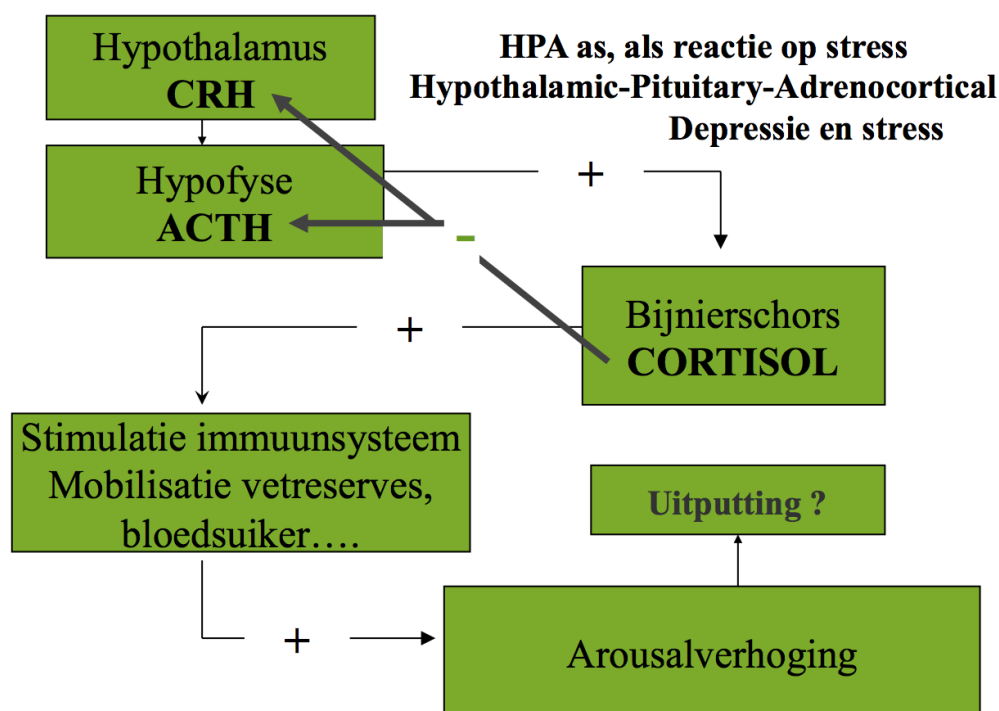 Hypothalamus
CRH
HPA as, als reactie op stress
Hypothalamic-Pituitary-Adrenocortical
Depressie en stress
Hypofyse
ACTH
+
-
Bijnierschors
CORTISOL
+
Stimulatie immuunsysteem
Mobilisatie vetreserves,
bloedsuiker….
Uitputting ?
+
Arousalverhoging